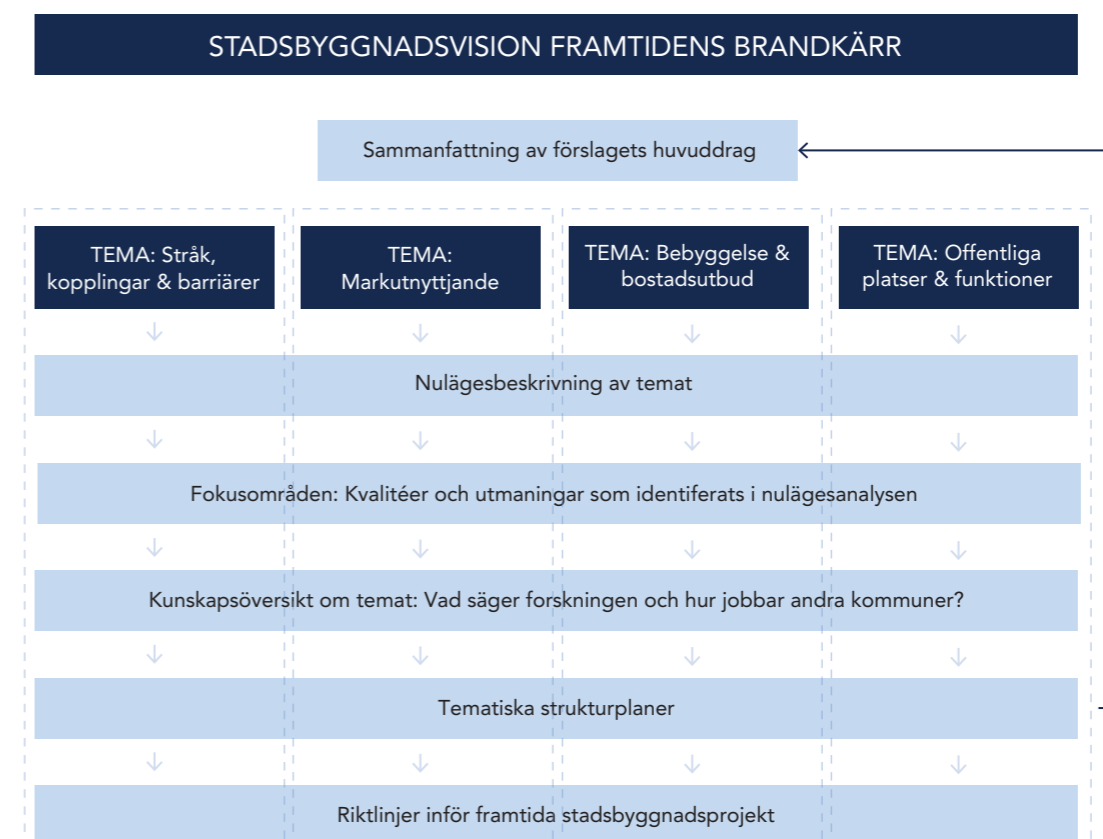 STADSBYGGNADSVISION FRAMTIDENS BRANDKÄRR
Sammanfattning av förslagets huvuddrag
TEMA: Stråk,
kopplingar & barriärer
TEMA:
Markutnyttjande
TEMA: Bebyggelse &
bostadsutbud
TEMA: Offentliga
platser & funktioner
Nulägesbeskrivning av temat
Fokusområden: Kvalitéer och utmaningar som identiferats i nulägesanalysen
Kunskapsöversikt om temat: Vad säger forskningen och hur jobbar andra kommuner?
Tematiska strukturplaner
Riktlinjer inför framtida stadsbyggnadsprojekt